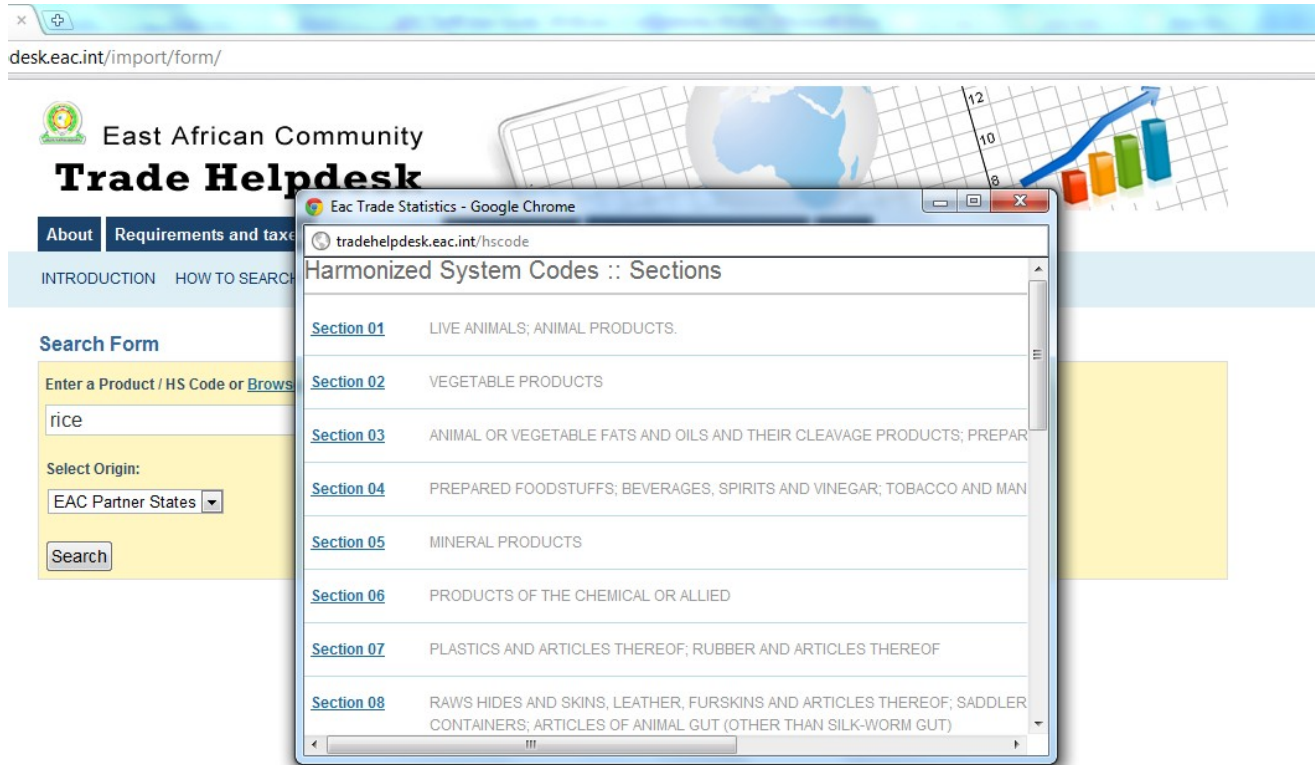 desk.eac.int/import/form/
East African Community
Trade Helpdesk
12
10
8
About Requirements and taxe
INTRODUCTION HOW TO SEARCH
Search Form
Enter a Product / HS Code or Brows
rice
Select Origin:
EAC Partner States
Search
Eac Trade Statistics - Google Chrome
tradehelpdesk.eac.int/hscode
Harmonized System Codes :: Sections
Section 01 LIVE ANIMALS; ANIMAL PRODUCTS.
Section 02 VEGETABLE PRODUCTS
Section 03 ANIMAL OR VEGETABLE FATS AND OILS AND THEIR CLEAVAGE PRODUCTS; PREPAR
Section 04 PREPARED FOODSTUFFS; BEVERAGES, SPIRITS AND VINEGAR; TOBACCO AND MAN
Section 05 MINERAL PRODUCTS
Section 06 PRODUCTS OF THE CHEMICAL OR ALLIED
Section 07 PLASTICS AND ARTICLES THEREOF; RUBBER AND ARTICLES THEREOF
Section 08 RAWS HIDES AND SKINS, LEATHER, FURSKINS AND ARTICLES THEREOF; SADDLER
CONTAINERS; ARTICLES OF ANIMAL GUT (OTHER THAN SILK-WORM GUT)